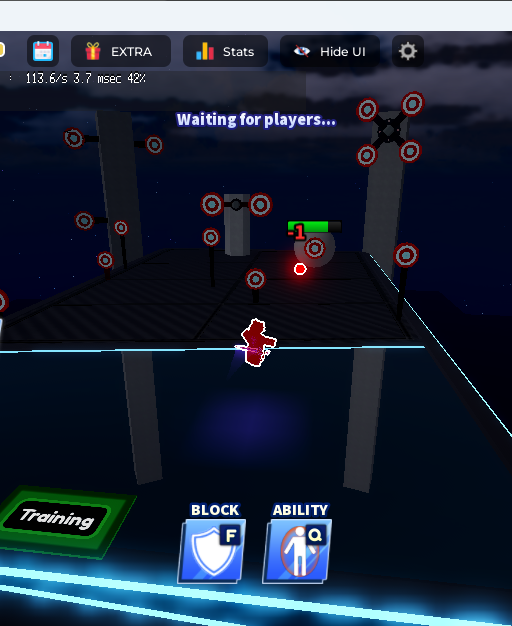 EXTRA
Stats
Hide UI
: 113.6/s 3.7 msec 42%
Waiting for players...
-1
Training
BLOCK
ABILITY
F
Q